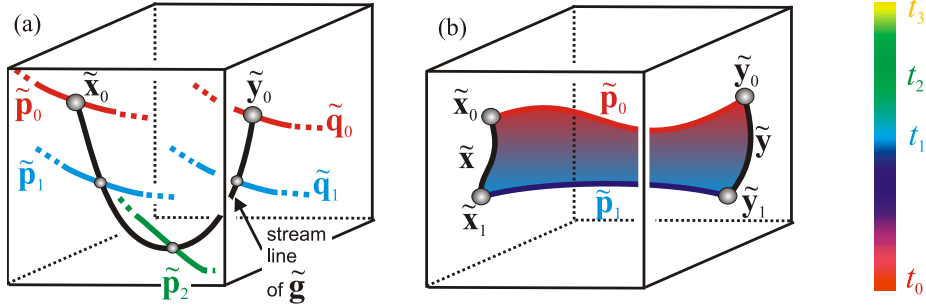 (a)
x̃₀
ỹ₀
p̃₀
q̃₀
p̃₁
q̃₁
p̃₂
stream
line
of g̃
(b)
x̃₀
p̃₀
ỹ₀
x̃
ỹ
x̃₁
p̃₁
ỹ₁
t₃
t₂
t₁
t₀